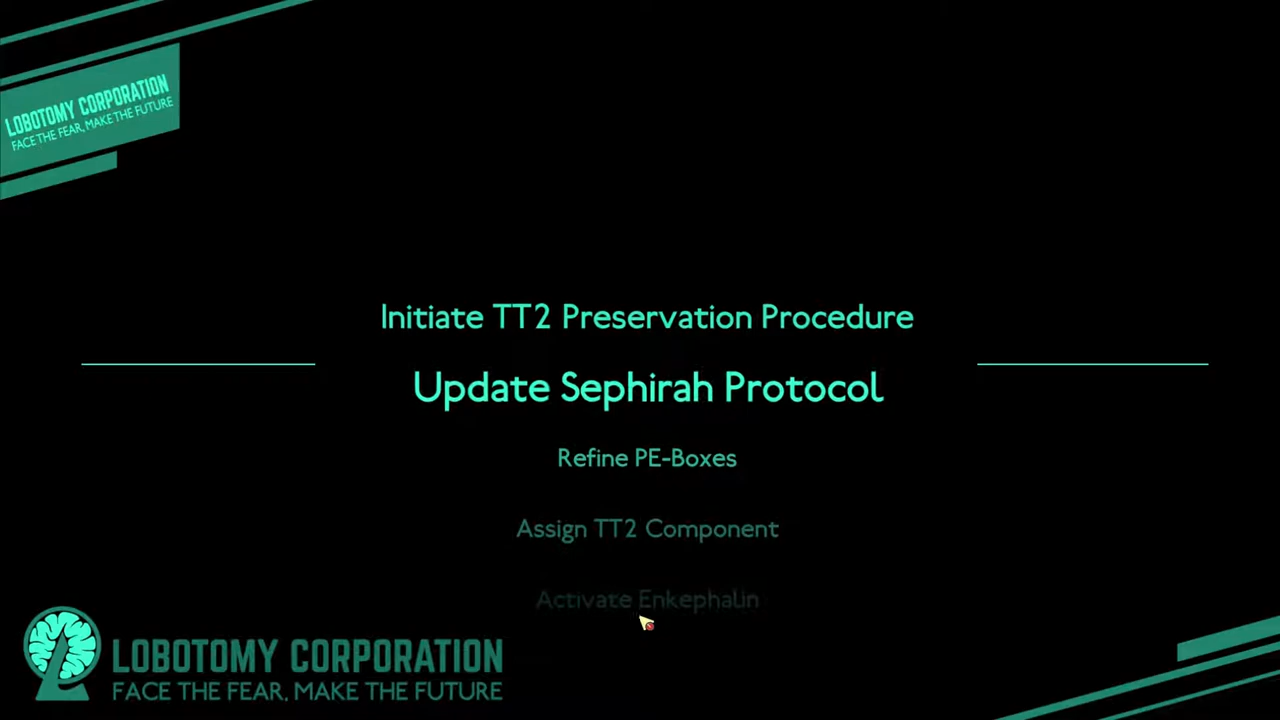 LOBOTOMY CORPORATION
FACE THE FEAR, MAKE THE FUTURE
Initiate TT2 Preservation Procedure
Update Sephirah Protocol
Refine PE-Boxes
Assign TT2 Component
Activate Enkephalin
LOBOTOMY CORPORATION
FACE THE FEAR, MAKE THE FUTURE